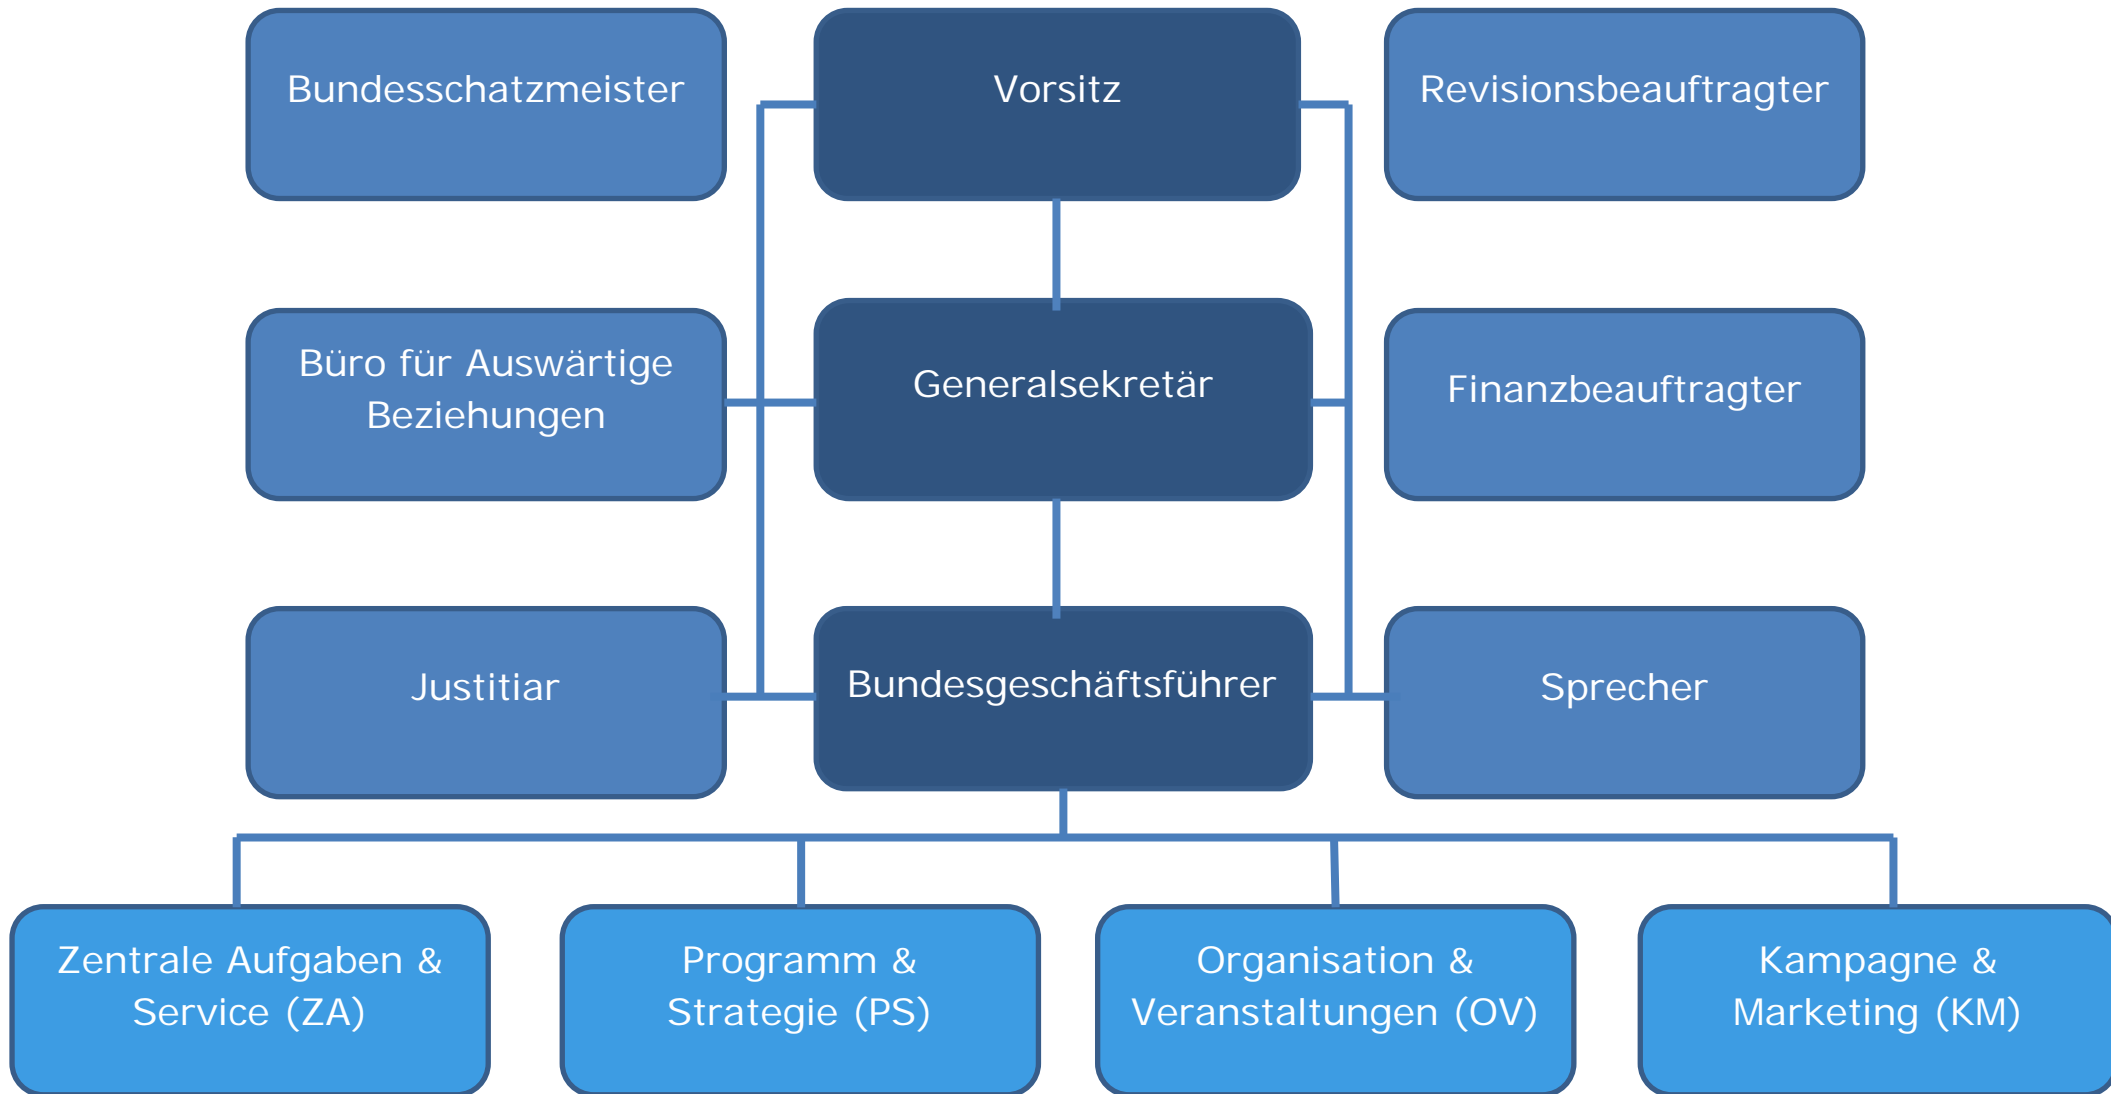 Bundesschatzmeister
Vorsitz
Revisionsbeauftragter
Büro für Auswärtige
Beziehungen
Generalsekretär
Finanzbeauftragter
Justitiar
Bundesgeschäftsführer
Sprecher
Zentrale Aufgaben &
Service (ZA)
Programm &
Strategie (PS)
Organisation &
Veranstaltungen (OV)
Kampagne &
Marketing (KM)